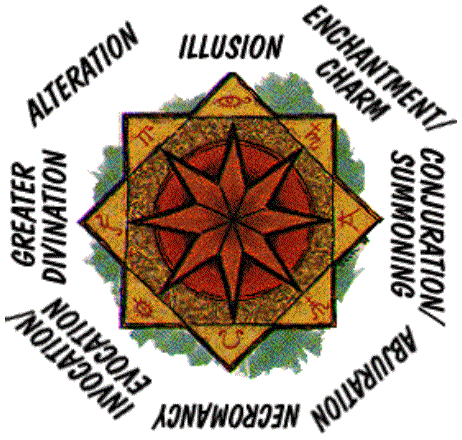 ILLUSION
ENCHANTMENT/
CHARM
CONJURATION/
SUMMONING
ABJURATION
NECROMANCY
INVOCATION/
EVOCATION
GREATER
DIVINATION
ALTERATION